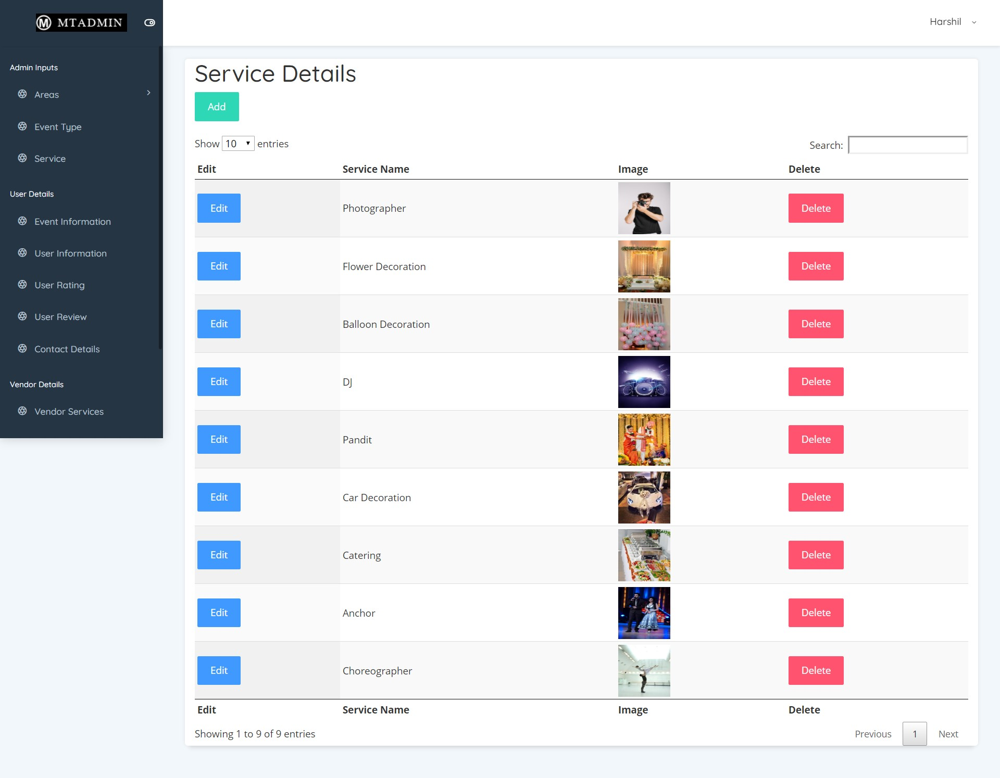 MTADMIN
Harshil
Admin Inputs
Areas
Event Type
Service
User Details
Event Information
User Information
User Rating
User Review
Contact Details
Vendor Details
Vendor Services
Service Details
Add
Show 10 entries
Search:
Edit Service Name Image Delete
Edit Photographer Delete
Edit Flower Decoration Delete
Edit Balloon Decoration Delete
Edit DJ Delete
Edit Pandit Delete
Edit Car Decoration Delete
Edit Catering Delete
Edit Anchor Delete
Edit Choreographer Delete
Edit Service Name Image Delete
Showing 1 to 9 of 9 entries
Previous 1 Next